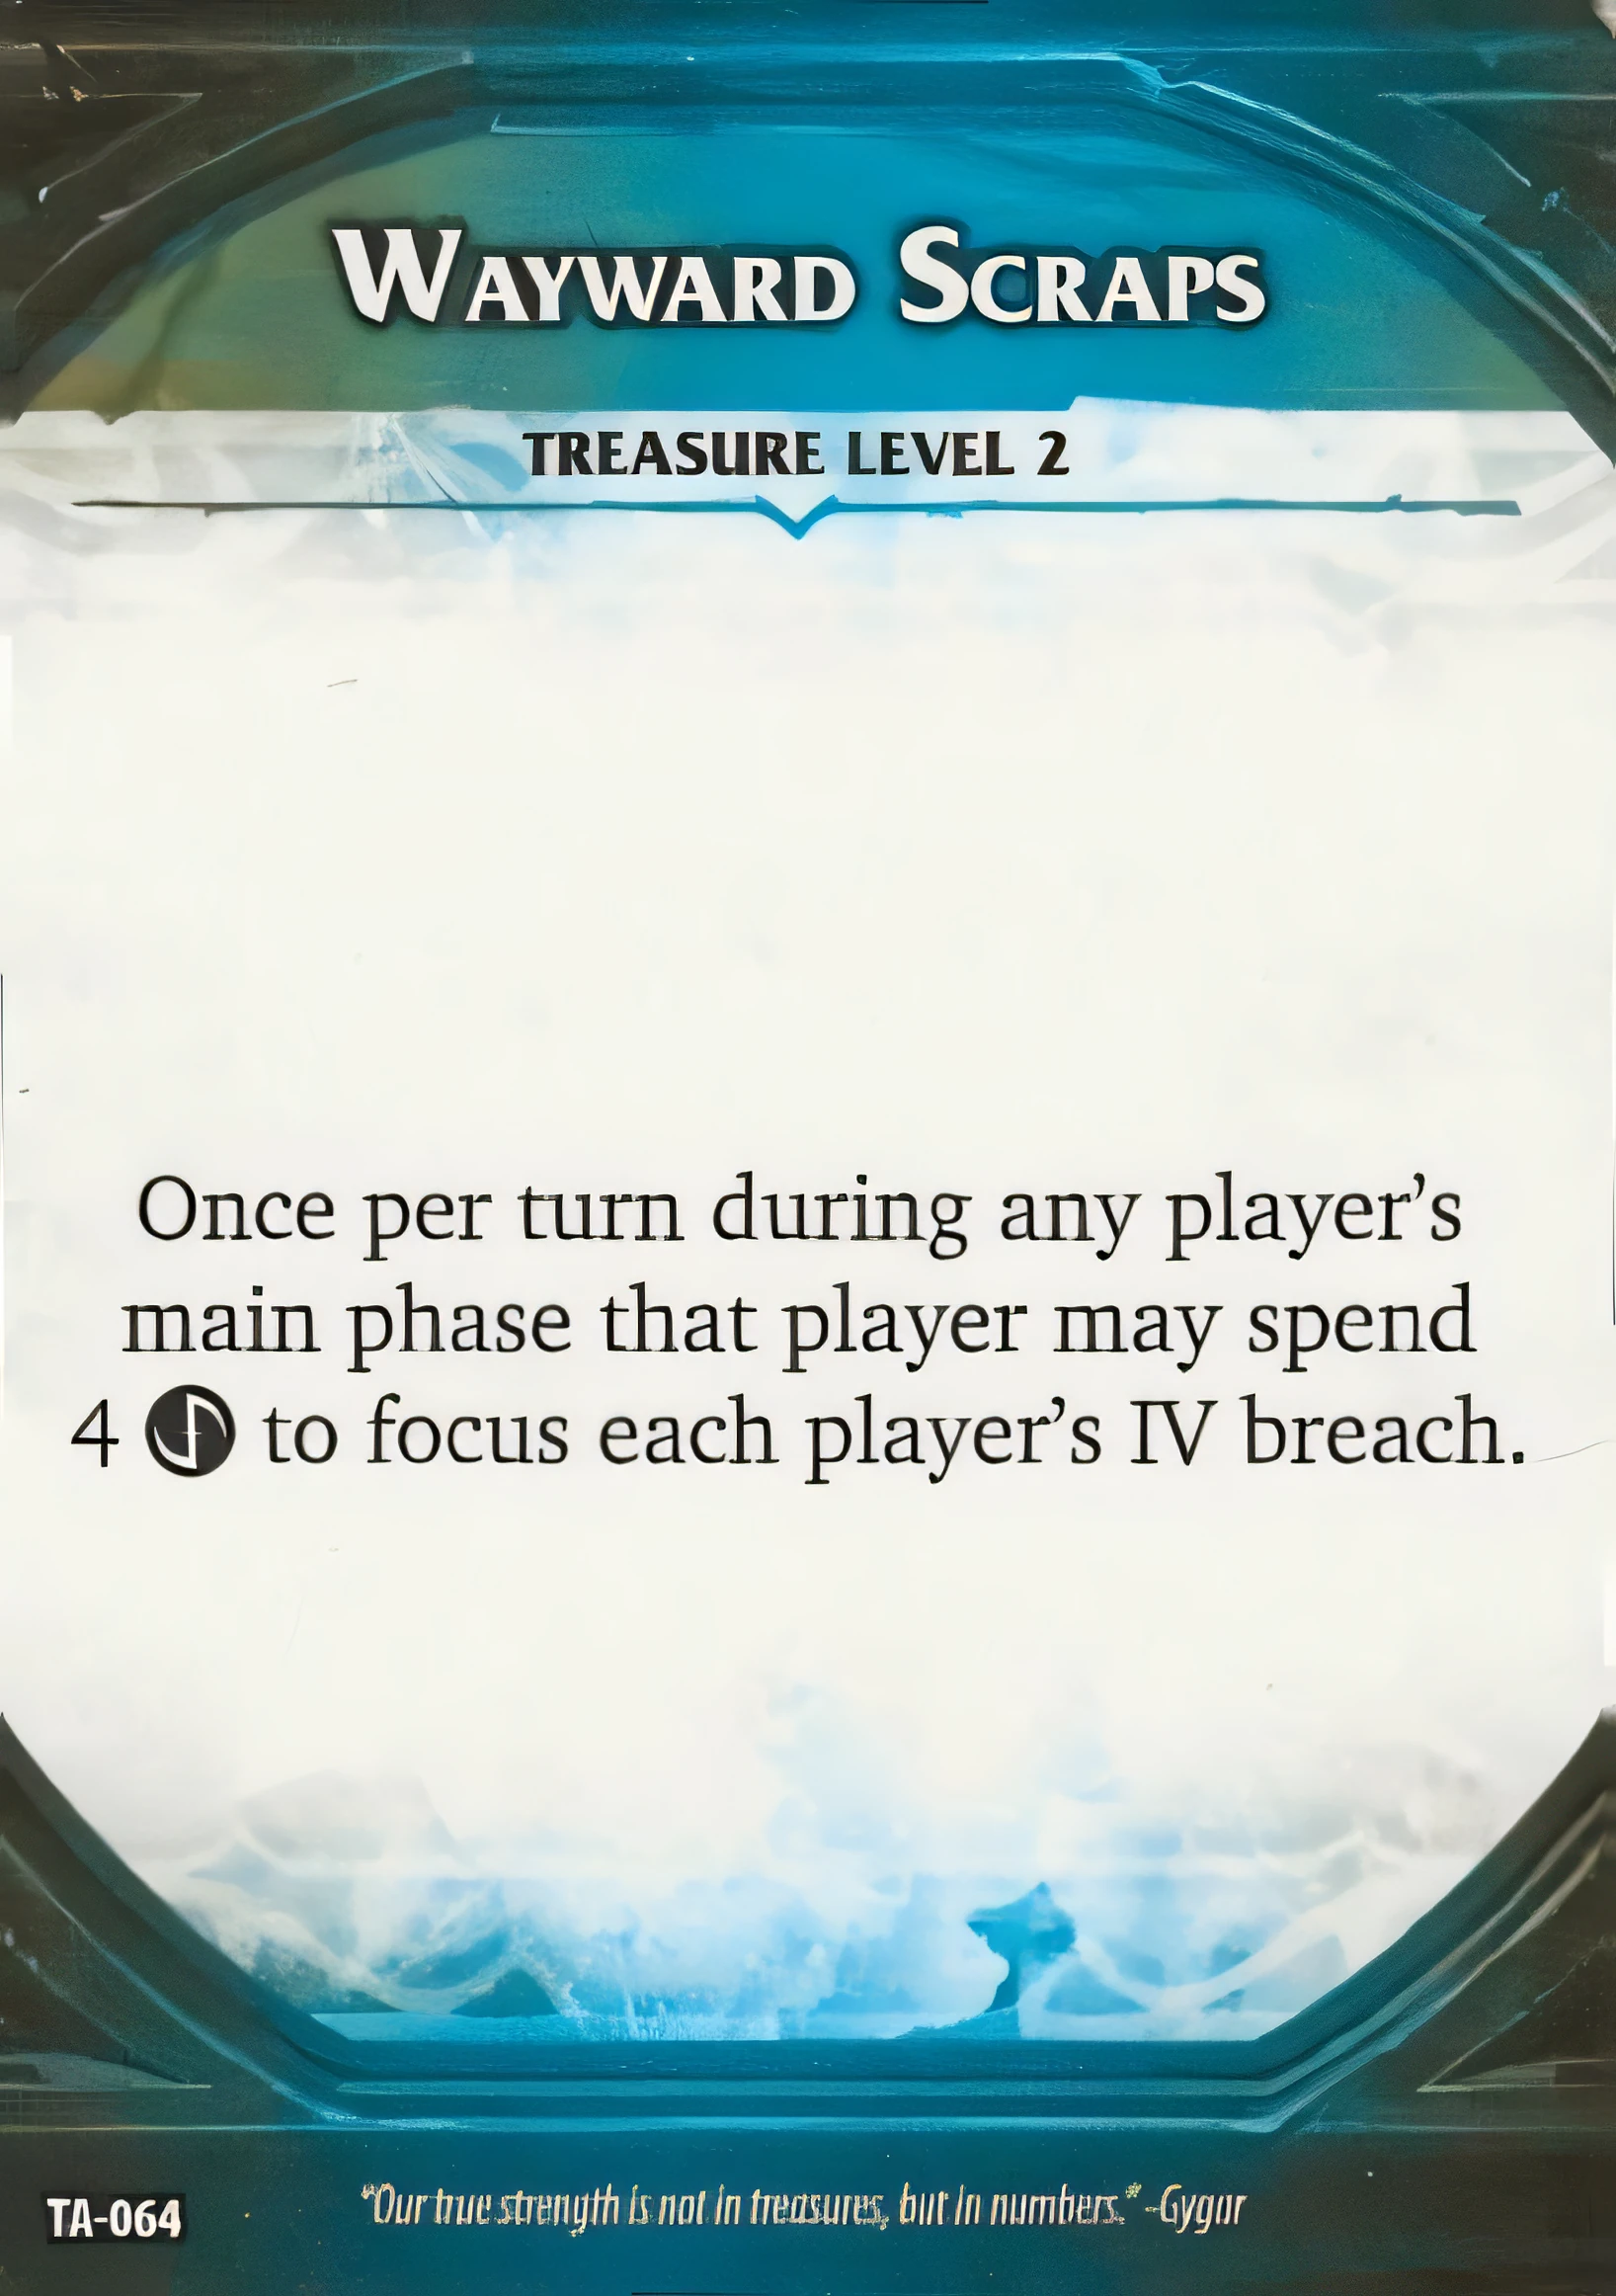 WAYWARD SCRAPS
TREASURE LEVEL 2
Once per turn during any player’s
main phase that player may spend
4 to focus each player’s IV breach.
TA-064
"Our true strength is not in treasures, but in numbers." -Gygar